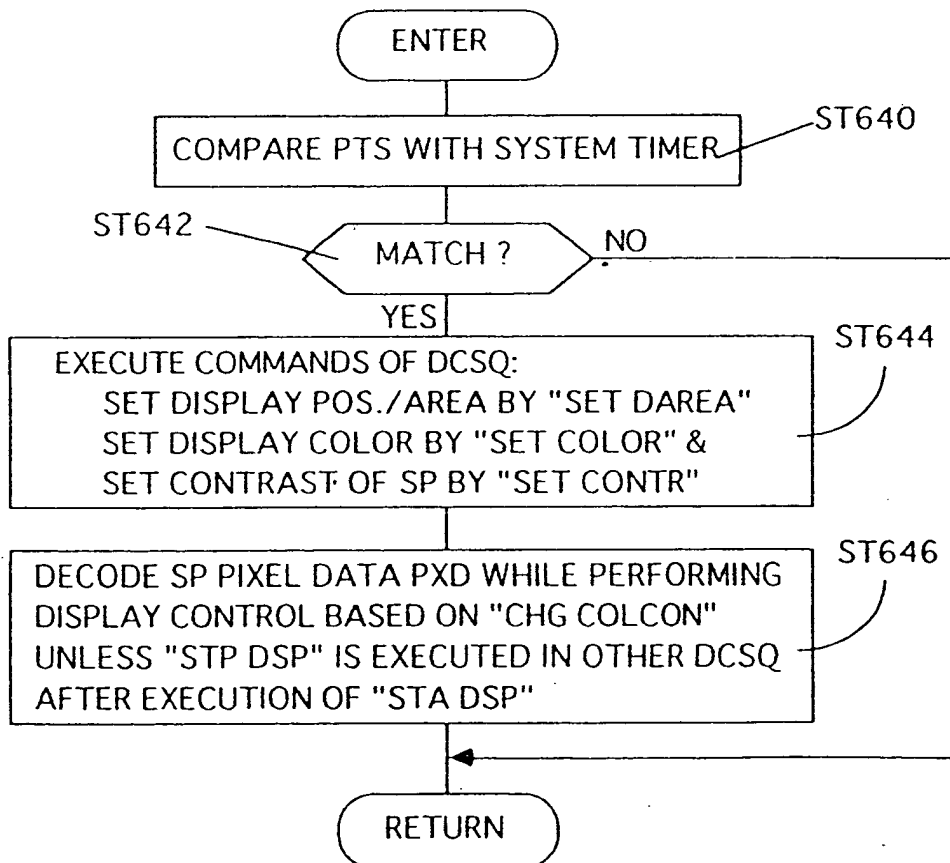 ENTER
COMPARE PTS WITH SYSTEM TIMER
ST640
ST642
MATCH ?
NO
YES
ST644
EXECUTE COMMANDS OF DCSQ:
SET DISPLAY POS./AREA BY "SET DAREA"
SET DISPLAY COLOR BY "SET COLOR" &
SET CONTRAST OF SP BY "SET CONTR"
ST646
DECODE SP PIXEL DATA PXD WHILE PERFORMING
DISPLAY CONTROL BASED ON "CHG COLCON"
UNLESS "STP DSP" IS EXECUTED IN OTHER DCSQ
AFTER EXECUTION OF "STA DSP"
RETURN